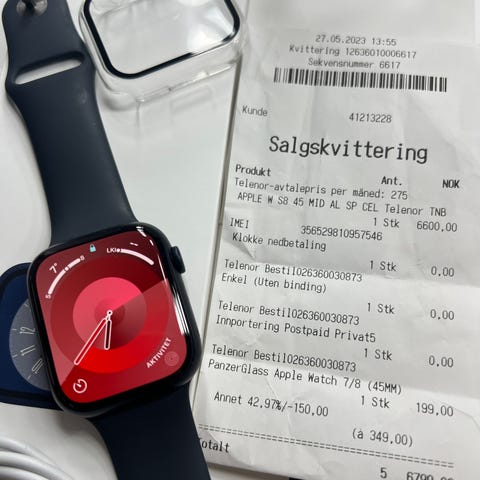 27.05.2023 13:55
Kvittering 12636010006617
Sekvensnummer 6617
Kunde 41213228
Salgskvittering
Produkt Ant. NOK
Telenor-avtalepris per måned: 275
APPLE W S8 45 MID AL SP CEL Telenor TNB
1 Stk 6600,00
IMEI 356529810957546
Klokke nedbetaling
1 Stk 0,00
Telenor Bestil026360030873
Enkel (Uten binding)
1 Stk 0,00
Telenor Bestil026360030873
Innportering Postpaid Privat5
1 Stk 0,00
Telenor Bestil026360030873
PanzerGlass Apple Watch 7/8 (45MM)
1 Stk 199,00
Annet 42,97%/-150,00
(à 349,00)
Totalt 5
7°
5
LKl
AKTIVITET